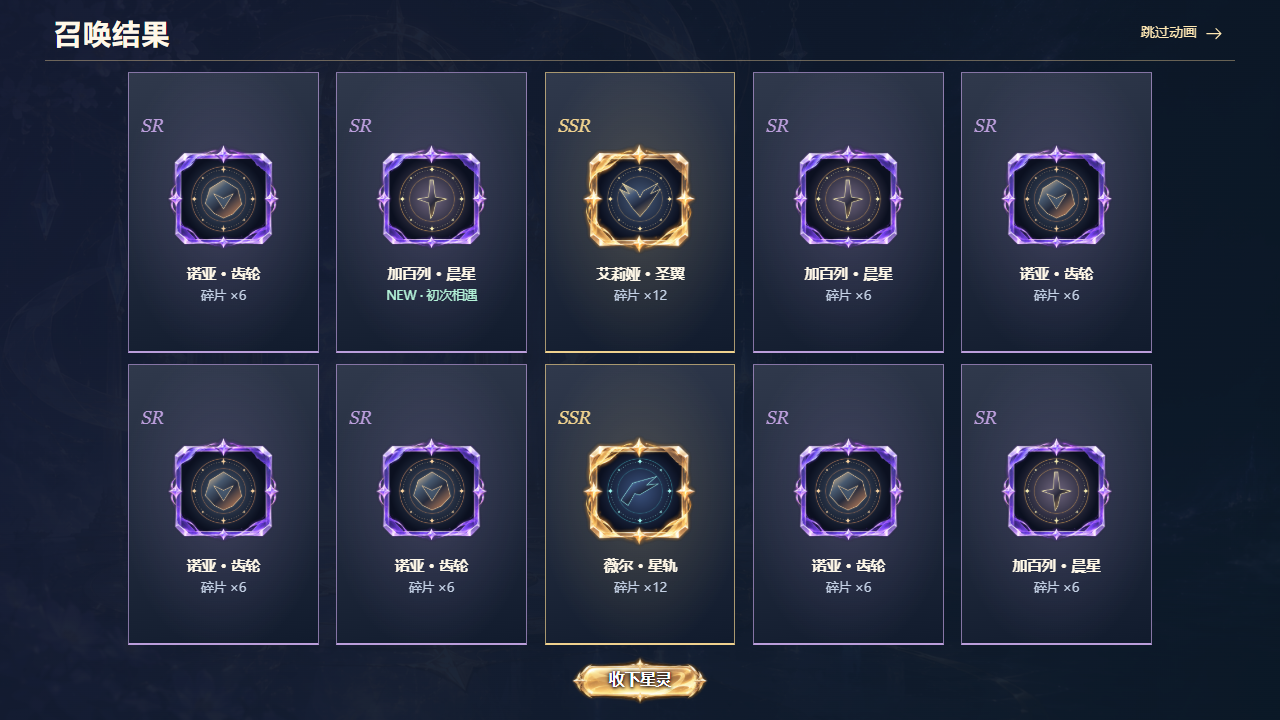 召唤结果
跳过动画 →
SR
诺亚·齿轮
碎片 ×6
SR
加百列·晨星
NEW · 初次相遇
SSR
艾莉娅·圣翼
碎片 ×12
SR
加百列·晨星
碎片 ×6
SR
诺亚·齿轮
碎片 ×6
SR
诺亚·齿轮
碎片 ×6
SR
诺亚·齿轮
碎片 ×6
SSR
薇尔·星轨
碎片 ×12
SR
诺亚·齿轮
碎片 ×6
SR
加百列·晨星
碎片 ×6
收下星灵